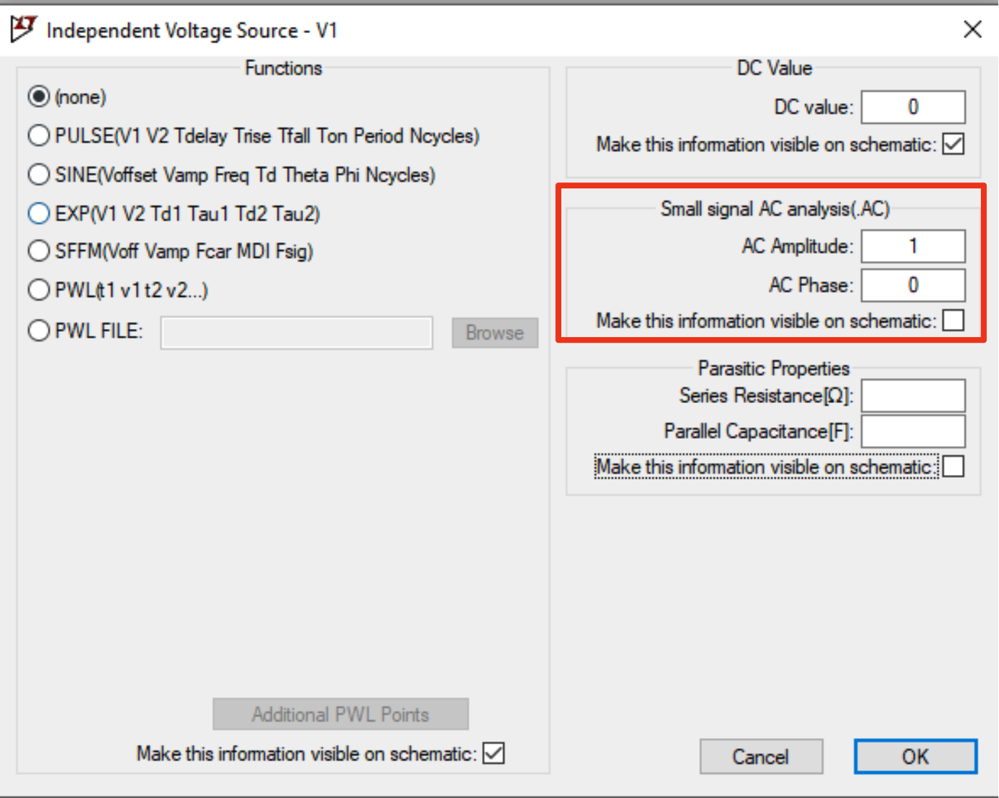 Independent Voltage Source - V1
Functions
(none)
PULSE(V1 V2 Tdelay Trise Tfall Ton Period Ncycles)
SINE(Voffset Vamp Freq Td Theta Phi Ncycles)
EXP(V1 V2 Td1 Tau1 Td2 Tau2)
SFFM(Voff Vamp Fcar MDI Fsig)
PWL(t1 v1 t2 v2...)
PWL FILE:
Browse
Additional PWL Points
Make this information visible on schematic:
DC Value
DC value: 0
Make this information visible on schematic:
Small signal AC analysis(.AC)
AC Amplitude: 1
AC Phase: 0
Make this information visible on schematic:
Parasitic Properties
Series Resistance[Ω]:
Parallel Capacitance[F]:
Make this information visible on schematic:
Cancel
OK